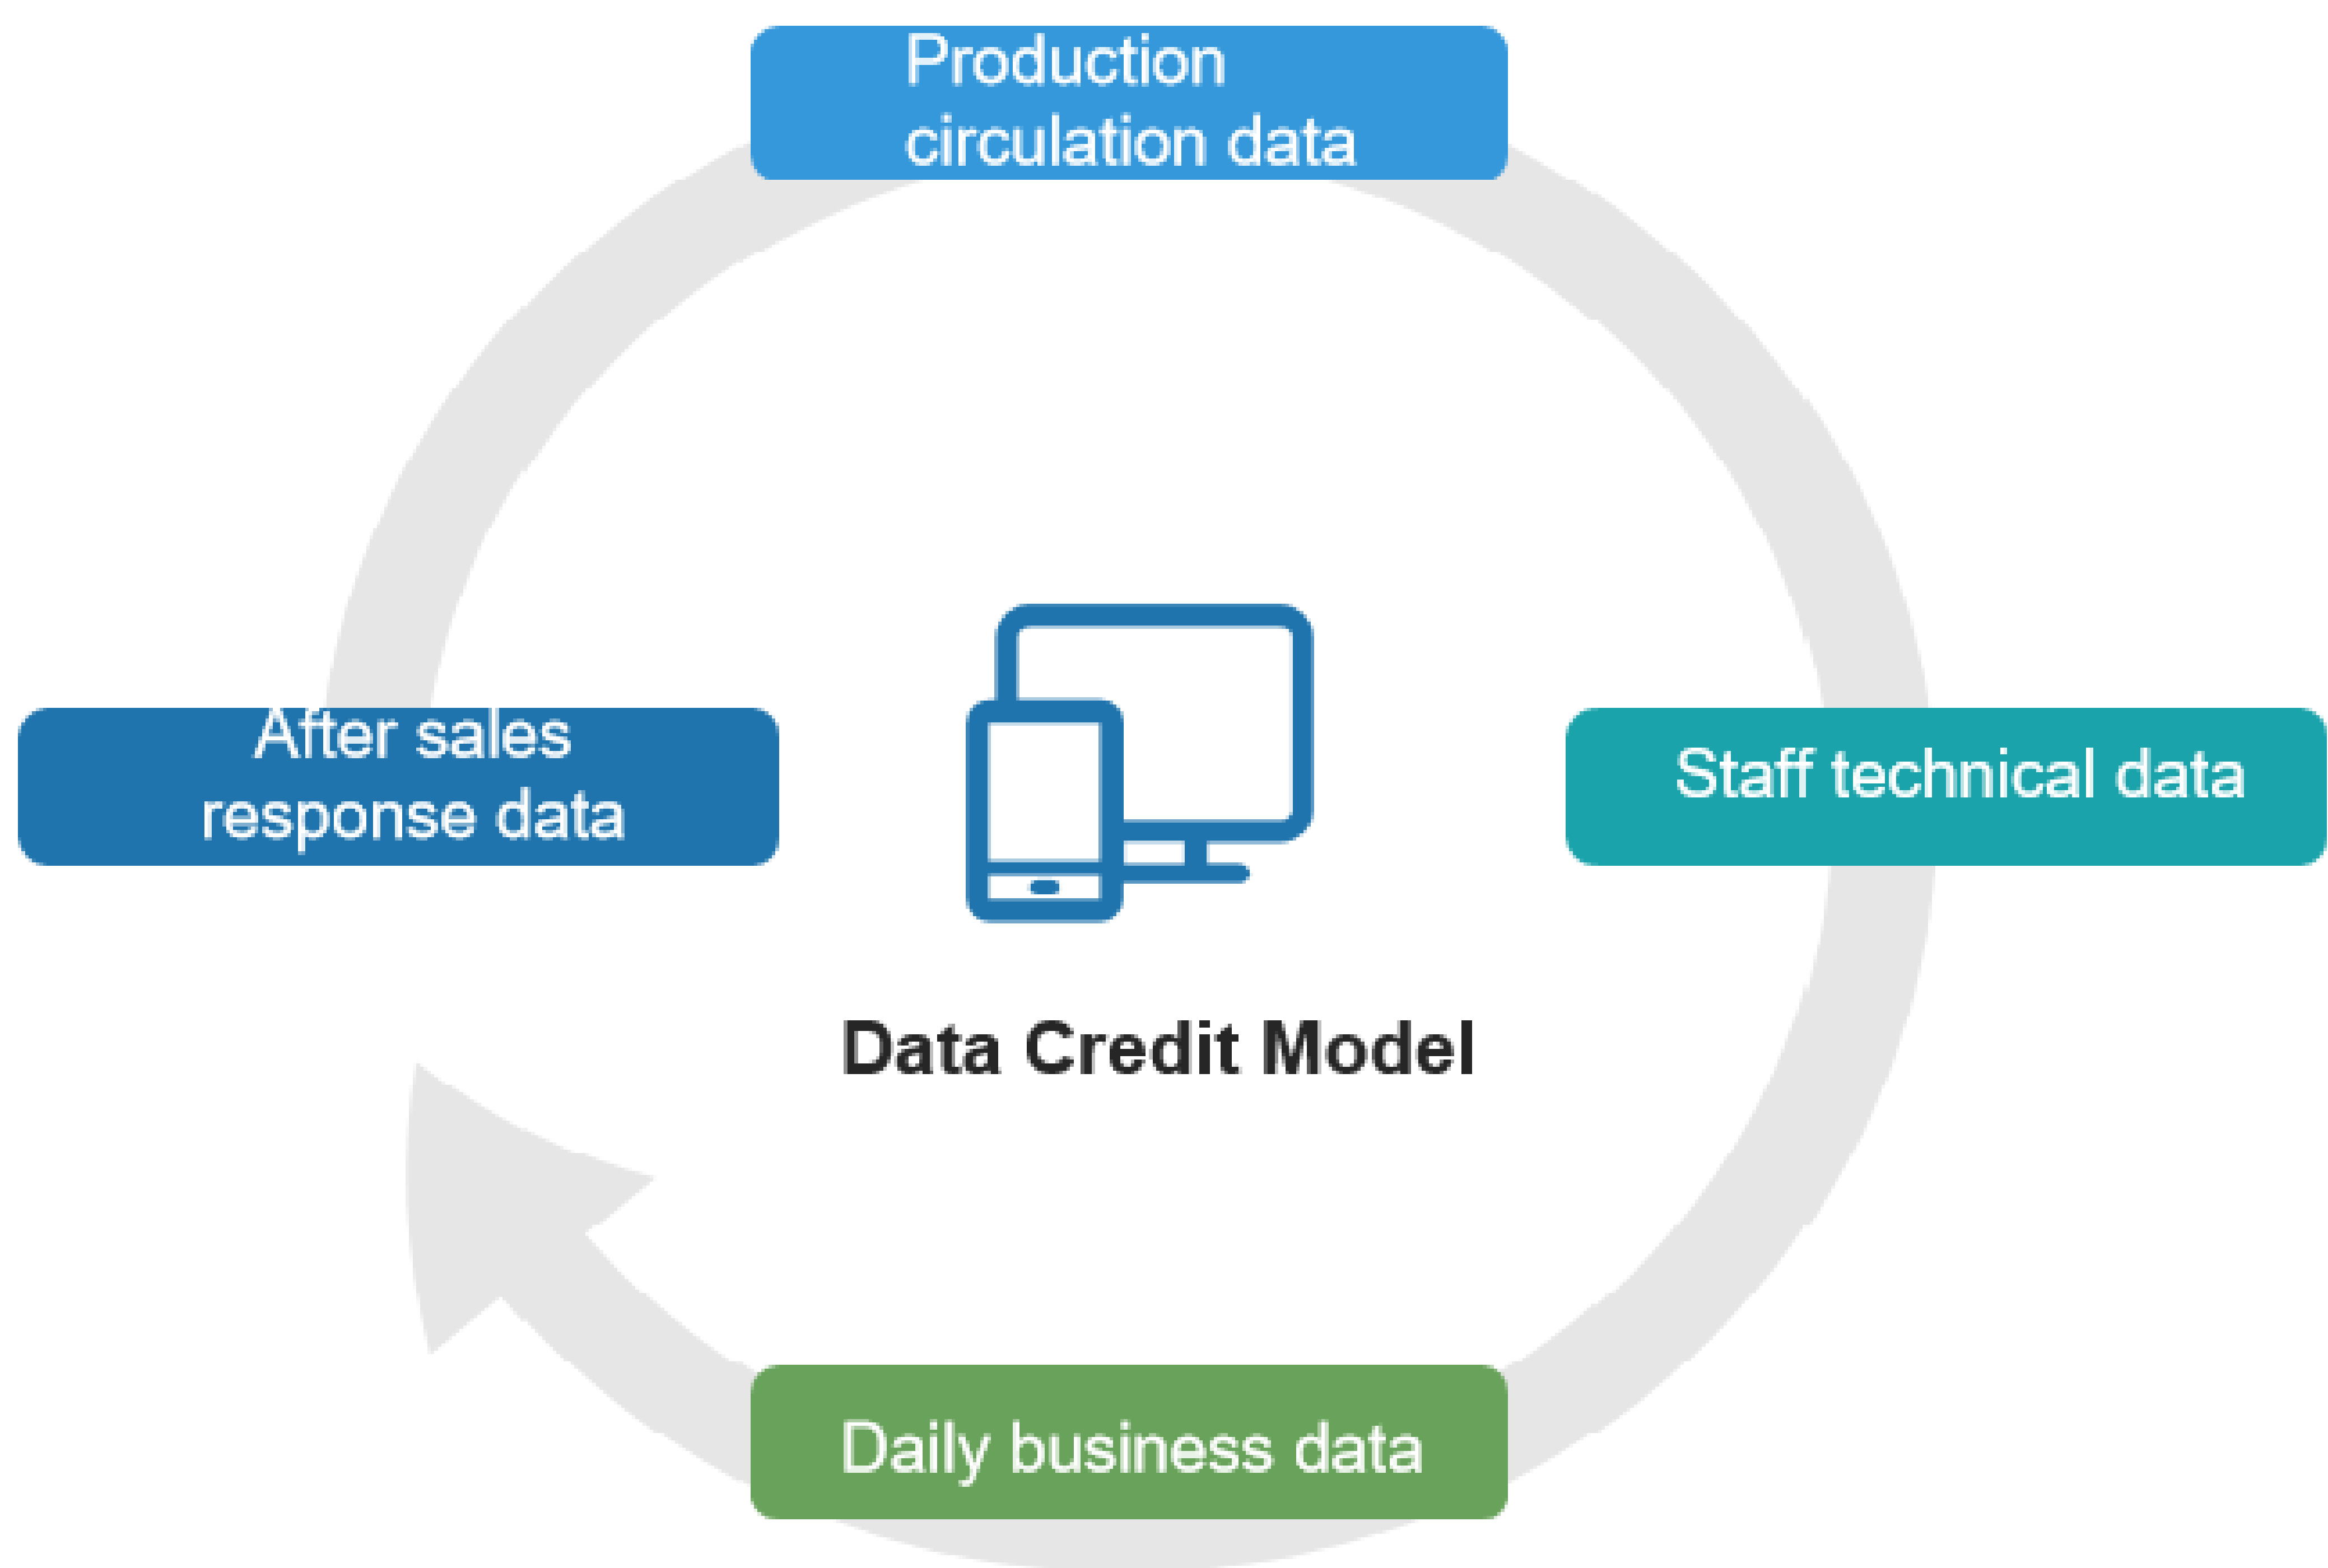 Production
circulation data
After sales
response data
Staff technical data
Data Credit Model
Daily business data